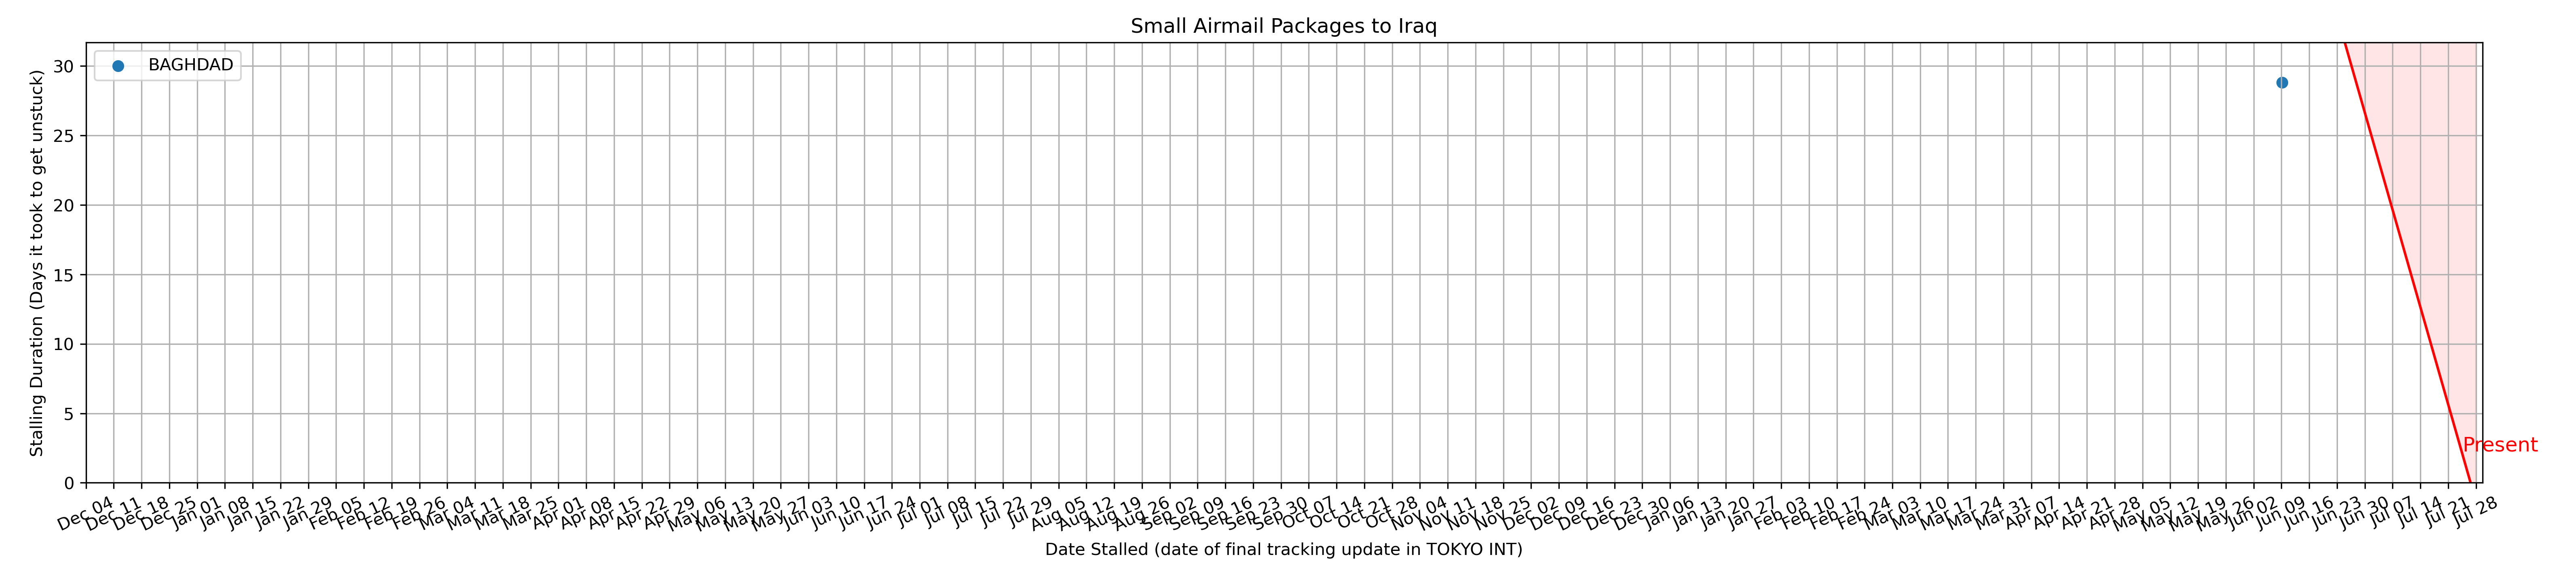 Small Airmail Packages to Iraq
BAGHDAD
Stalling Duration (Days it took to get unstuck)
30
25
20
15
10
5
0
Present
Dec 04
Dec 11
Dec 18
Dec 25
Jan 01
Jan 08
Jan 15
Jan 22
Jan 29
Feb 05
Feb 12
Feb 19
Feb 26
Mar 04
Mar 11
Mar 18
Mar 25
Apr 01
Apr 08
Apr 15
Apr 22
Apr 29
May 06
May 13
May 20
May 27
Jun 03
Jun 10
Jun 17
Jun 24
Jul 01
Jul 08
Jul 15
Jul 22
Jul 29
Aug 05
Aug 12
Aug 19
Aug 26
Sep 02
Sep 09
Sep 16
Sep 23
Sep 30
Oct 07
Oct 14
Oct 21
Oct 28
Nov 04
Nov 11
Nov 18
Nov 25
Dec 02
Dec 09
Dec 16
Dec 23
Dec 30
Jan 06
Jan 13
Jan 20
Jan 27
Feb 03
Feb 10
Feb 17
Feb 24
Mar 03
Mar 10
Mar 17
Mar 24
Mar 31
Apr 07
Apr 14
Apr 21
Apr 28
May 05
May 12
May 19
May 26
Jun 02
Jun 09
Jun 16
Jun 23
Jun 30
Jul 07
Jul 14
Jul 21
Jul 28
Date Stalled (date of final tracking update in TOKYO INT)